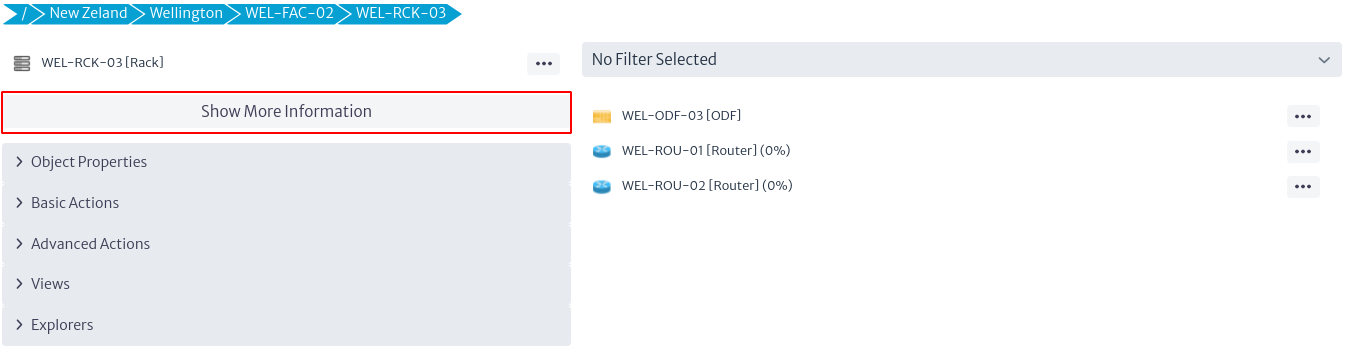 / New Zeland Wellington WEL-FAC-02 WEL-RCK-03
WEL-RCK-03 [Rack]
Show More Information
Object Properties
Basic Actions
Advanced Actions
Views
Explorers
No Filter Selected
WEL-ODF-03 [ODF]
WEL-ROU-01 [Router] (0%)
WEL-ROU-02 [Router] (0%)